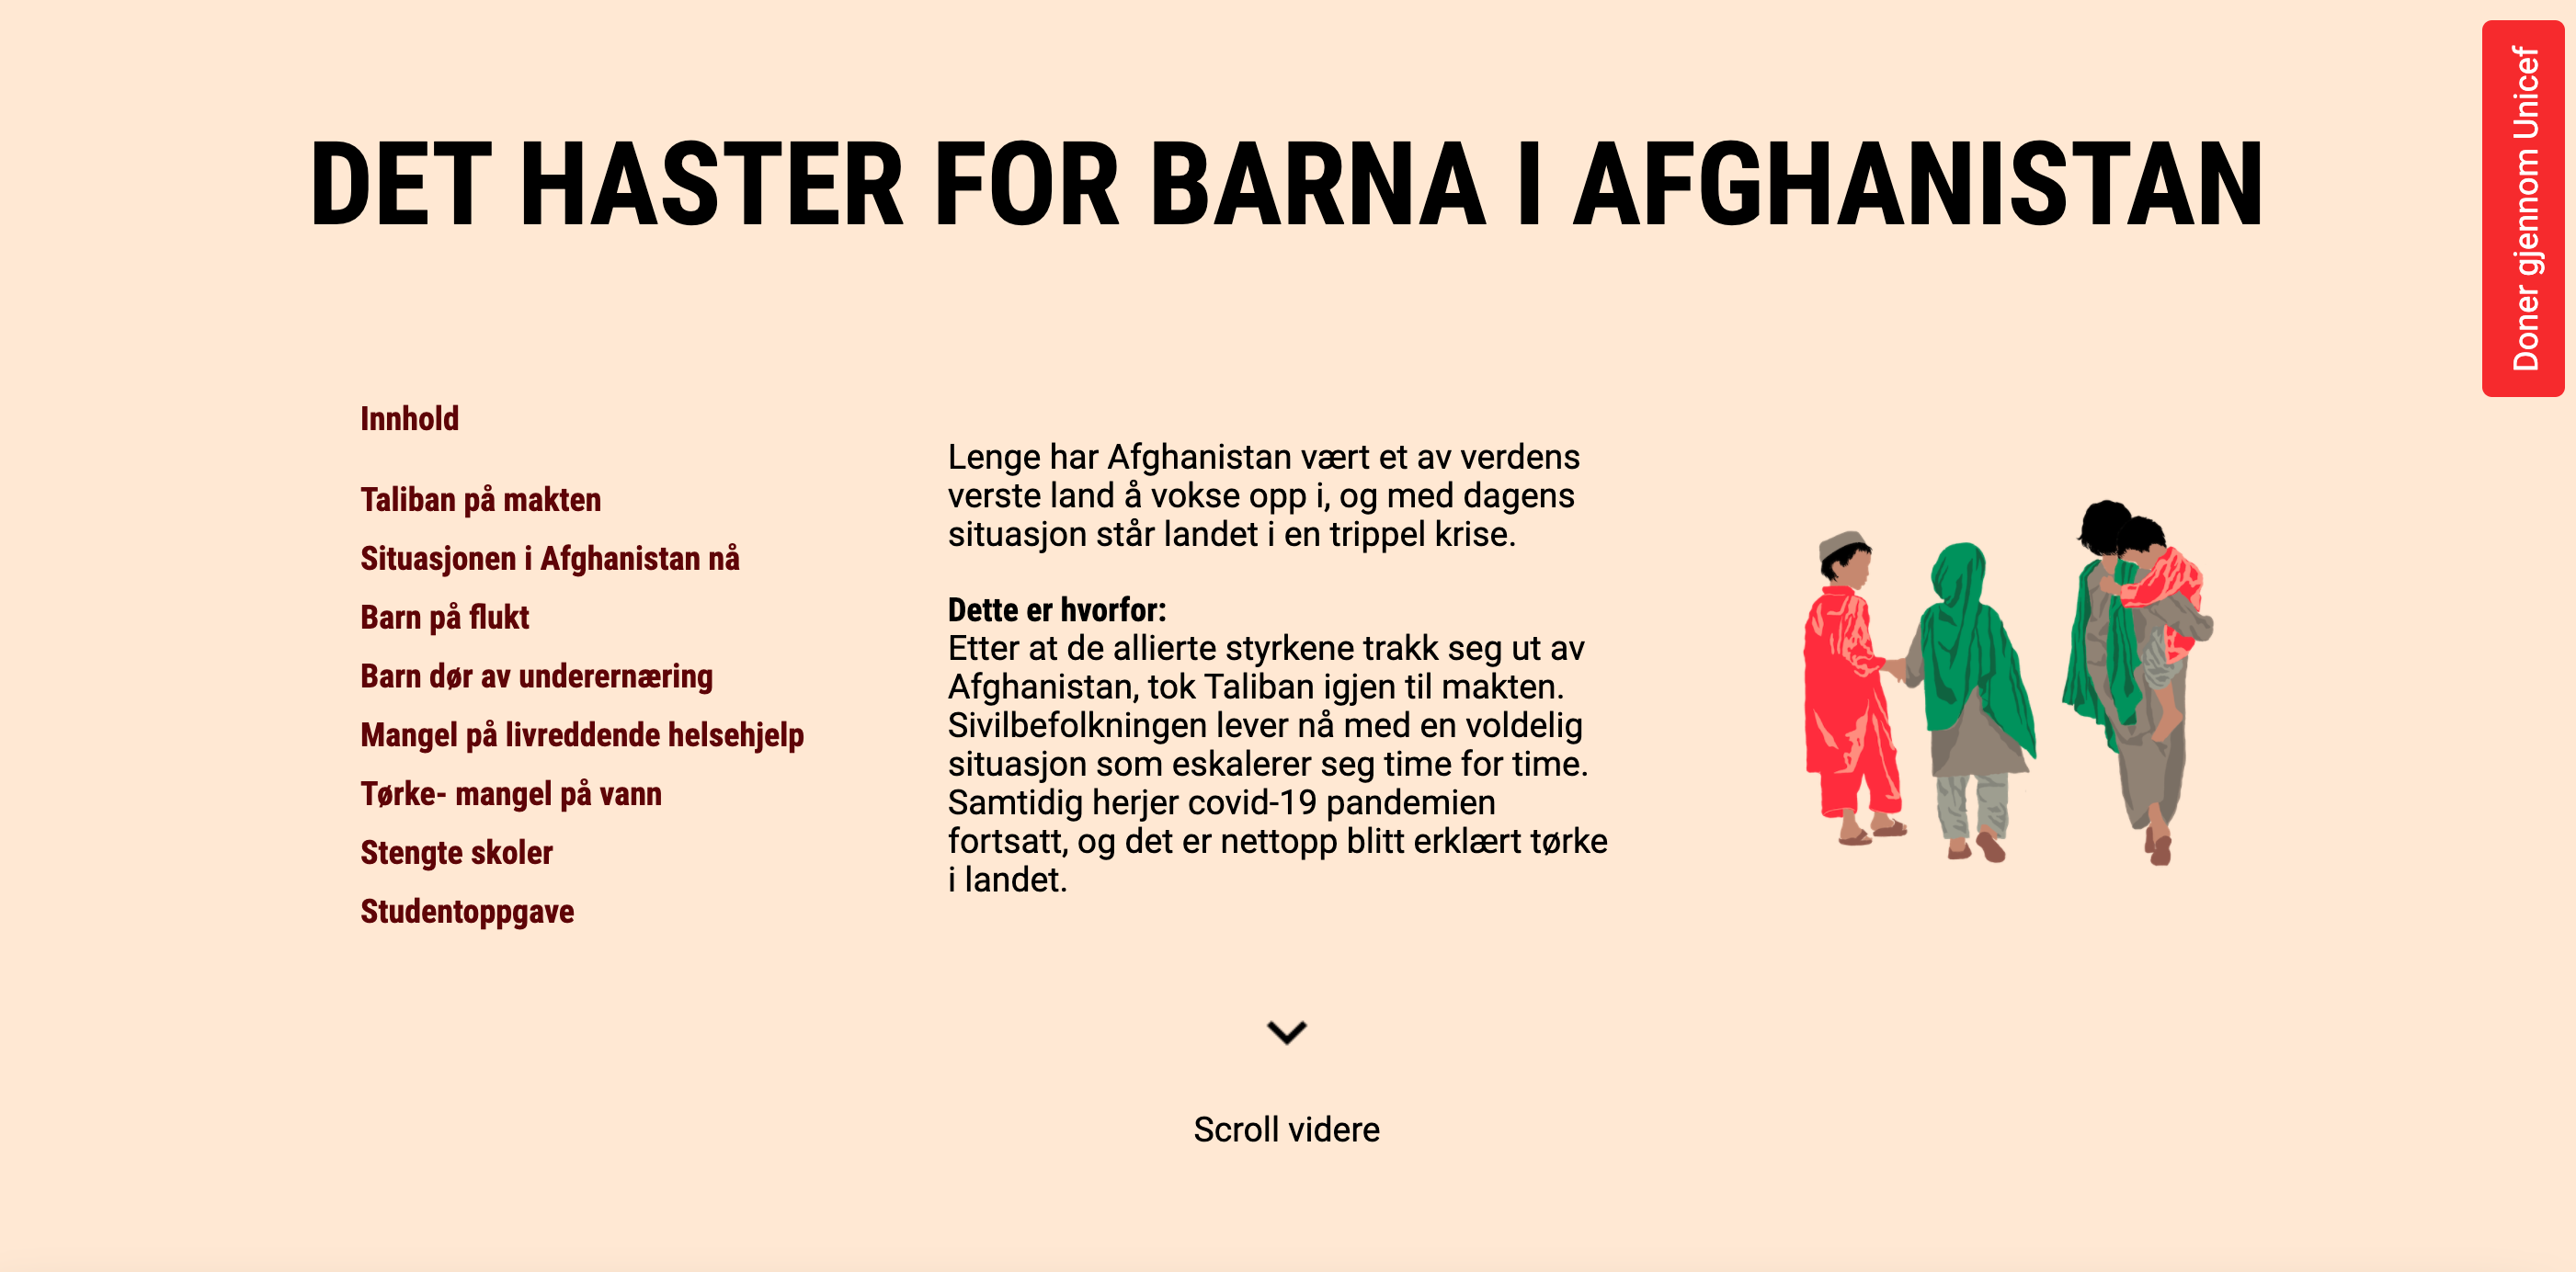 DET HASTER FOR BARNA I AFGHANISTAN
Doner gjennom Unicef
Innhold
Taliban på makten
Situasjonen i Afghanistan nå
Barn på flukt
Barn dør av underernæring
Mangel på livreddende helsehjelp
Tørke- mangel på vann
Stengte skoler
Studentoppgave
Lenge har Afghanistan vært et av verdens
verste land å vokse opp i, og med dagens
situasjon står landet i en trippel krise.
Dette er hvorfor:
Etter at de allierte styrkene trakk seg ut av
Afghanistan, tok Taliban igjen til makten.
Sivilbefolkningen lever nå med en voldelig
situasjon som eskalerer seg time for time.
Samtidig herjer covid-19 pandemien
fortsatt, og det er nettopp blitt erklært tørke
i landet.
Scroll videre